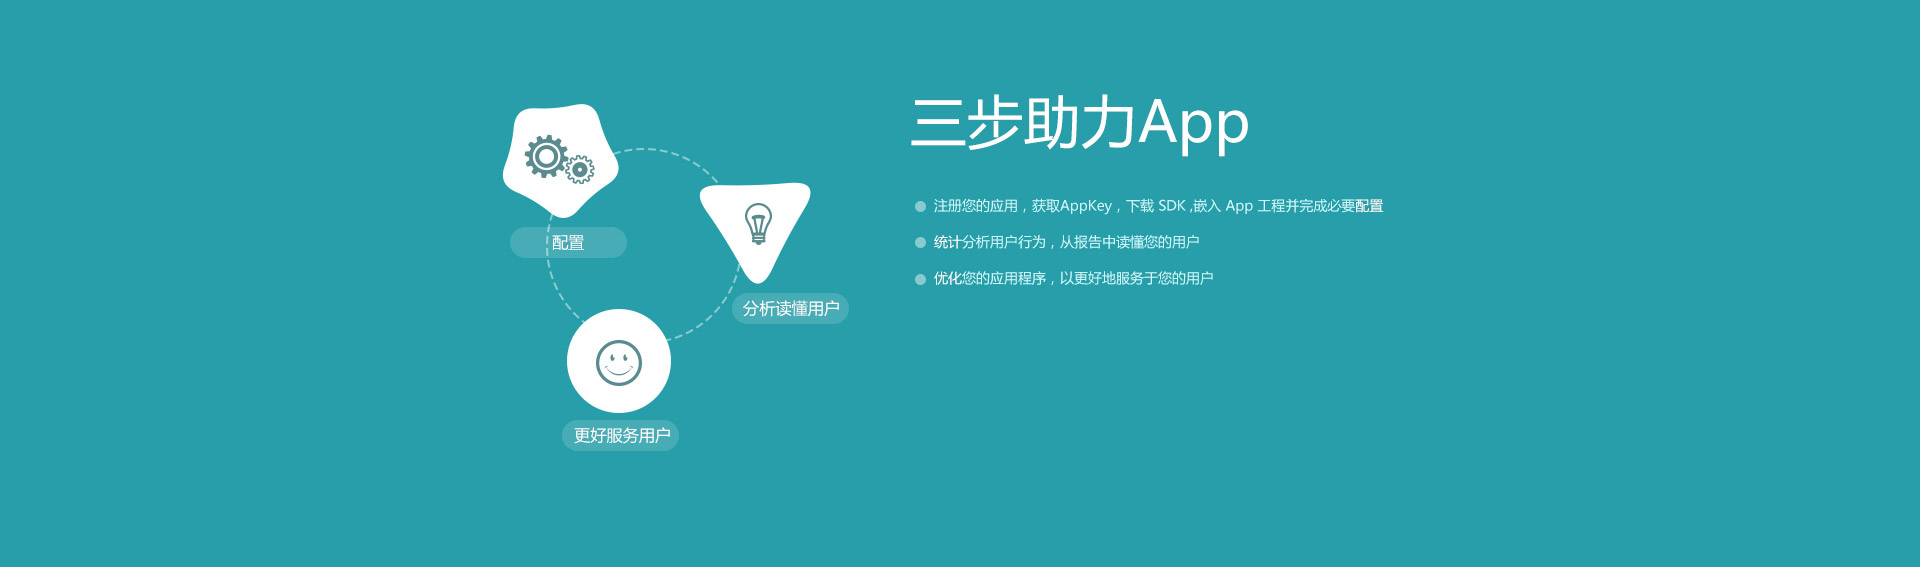 三步助力App
注册您的应用，获取AppKey，下载 SDK ,嵌入 App 工程并完成必要配置
统计分析用户行为，从报告中读懂您的用户
优化您的应用程序，以更好地服务于您的用户
配置
分析读懂用户
更好服务用户